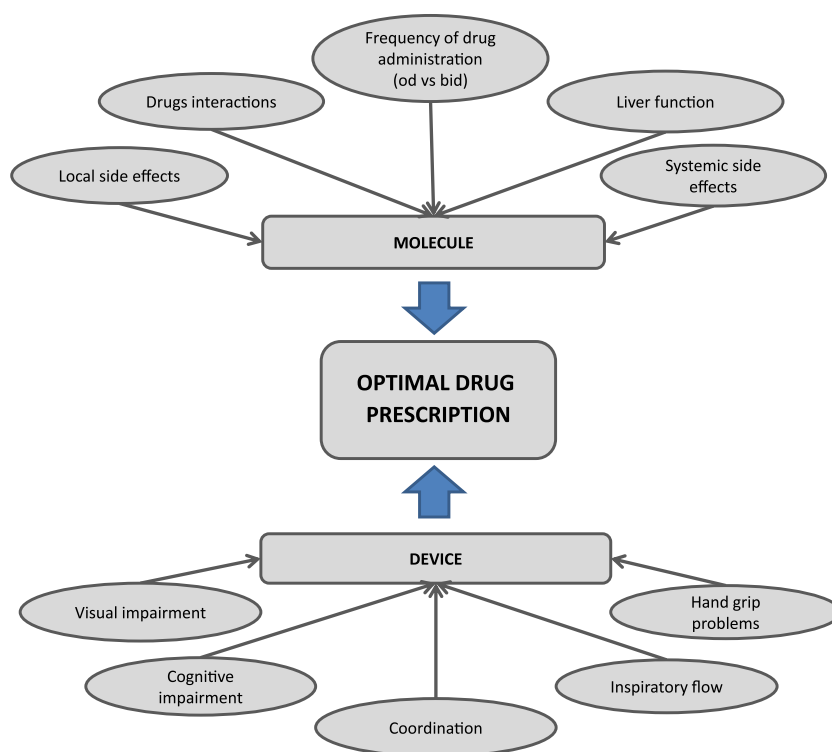 Frequency of drug
administration
(od vs bid)
Drugs interactions
Liver function
Local side effects
Systemic side
effects
MOLECULE
OPTIMAL DRUG
PRESCRIPTION
DEVICE
Visual impairment
Hand grip
problems
Cognitive
impairment
Inspiratory flow
Coordination